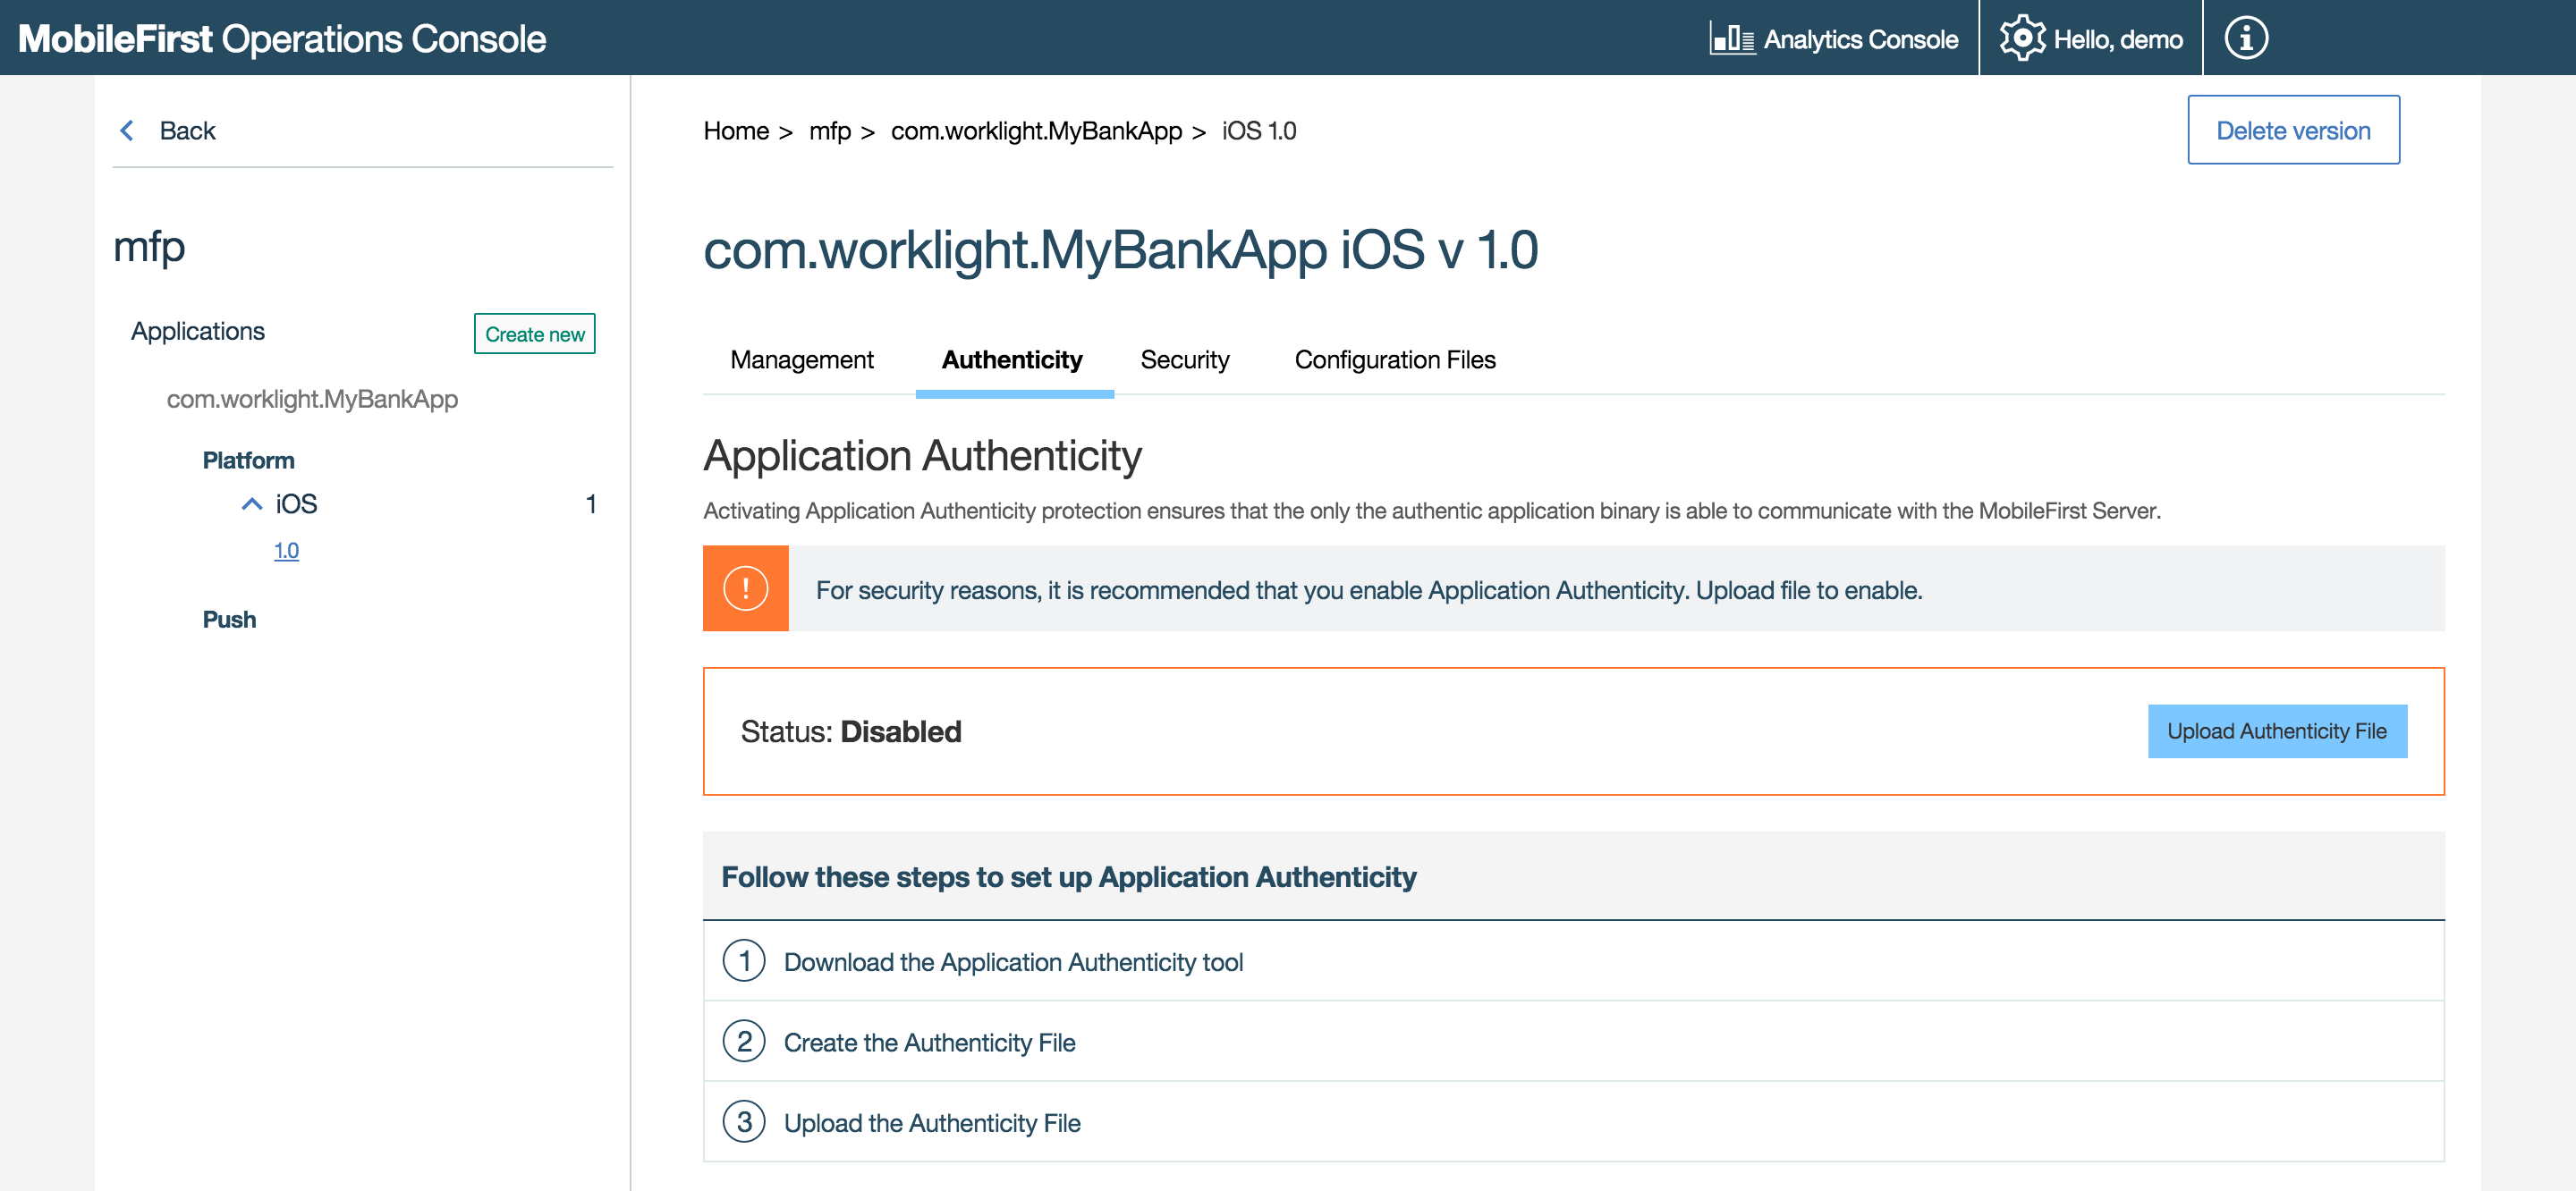 MobileFirst Operations Console
Analytics Console
Hello, demo
Back
mfp
Applications
Create new
com.worklight.MyBankApp
Platform
iOS 1
1.0
Push
Home > mfp > com.worklight.MyBankApp > iOS 1.0
Delete version
com.worklight.MyBankApp iOS v 1.0
Management Authenticity Security Configuration Files
Application Authenticity
Activating Application Authenticity protection ensures that the only the authentic application binary is able to communicate with the MobileFirst Server.
! For security reasons, it is recommended that you enable Application Authenticity. Upload file to enable.
Status: Disabled
Upload Authenticity File
Follow these steps to set up Application Authenticity
1 Download the Application Authenticity tool
2 Create the Authenticity File
3 Upload the Authenticity File